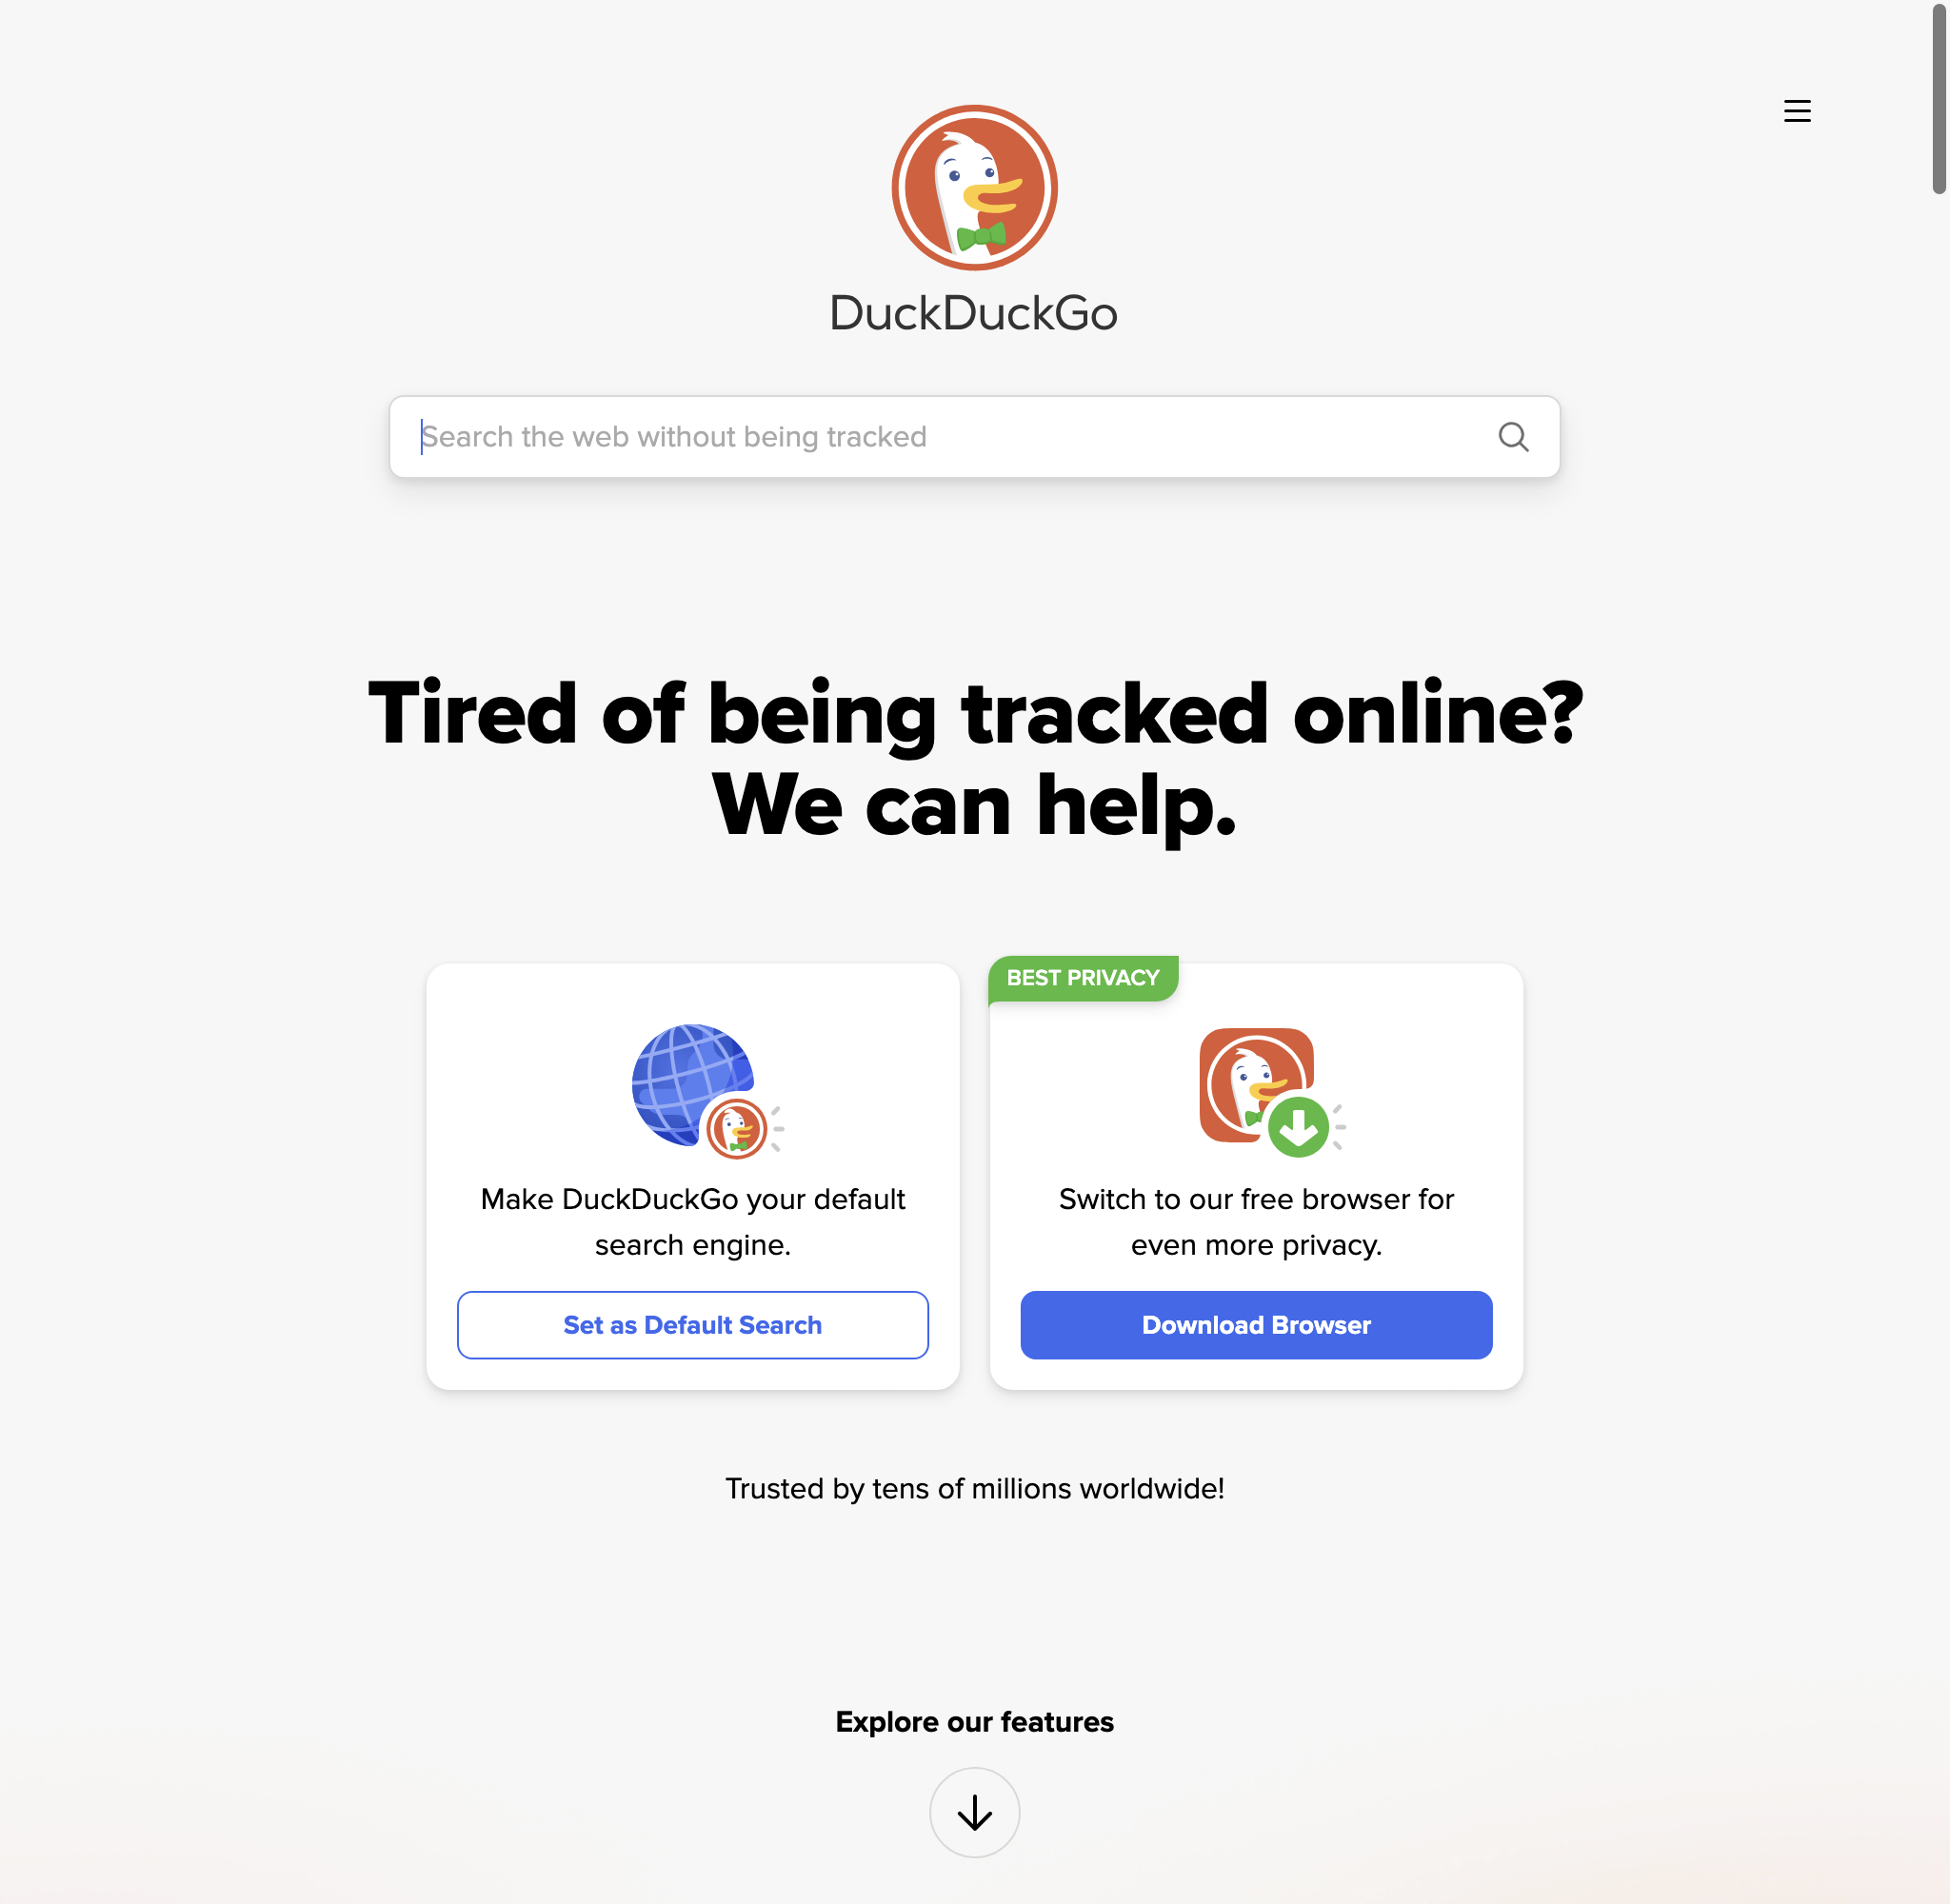 DuckDuckGo
Search the web without being tracked
Tired of being tracked online?
We can help.
Make DuckDuckGo your default
search engine.
Set as Default Search
BEST PRIVACY
Switch to our free browser for
even more privacy.
Download Browser
Trusted by tens of millions worldwide!
Explore our features